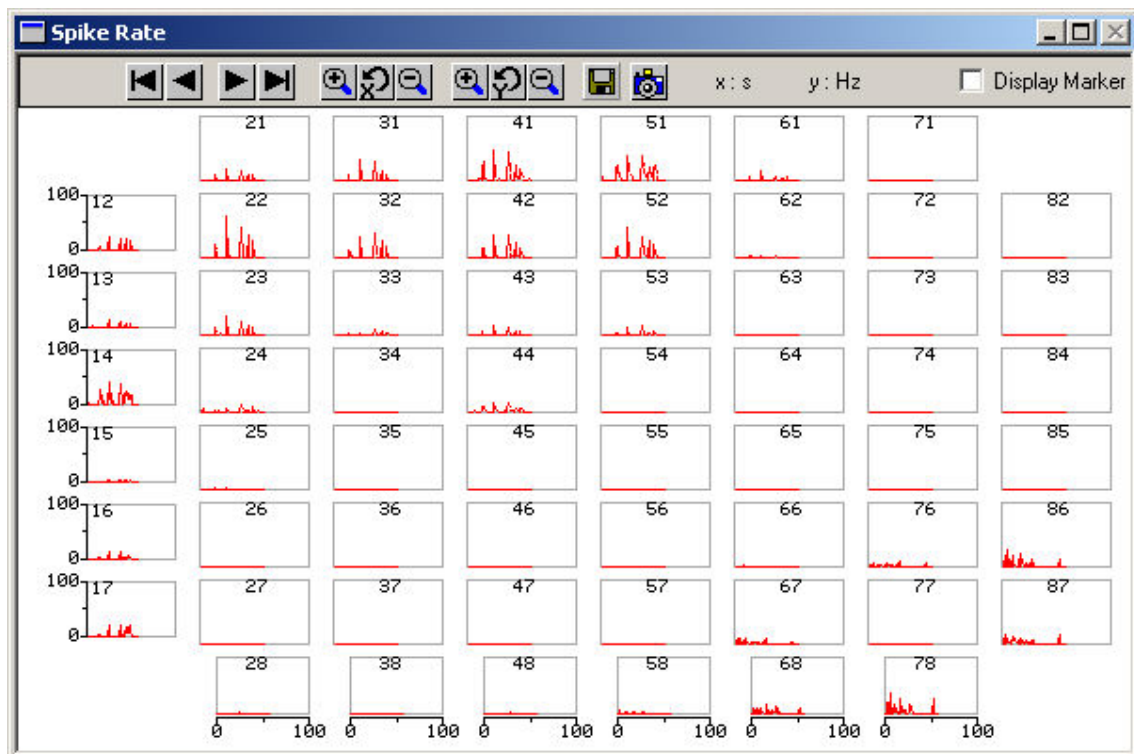 Spike Rate
x : s y : Hz Display Marker
21 31 41 51 61 71
100 12 22 32 42 52 62 72 82
0
100 13 23 33 43 53 63 73 83
0
100 14 24 34 44 54 64 74 84
0
100 15 25 35 45 55 65 75 85
0
100 16 26 36 46 56 66 76 86
0
100 17 27 37 47 57 67 77 87
0
28 38 48 58 68 78
0 100 0 100 0 100 0 100 0 100 0 100